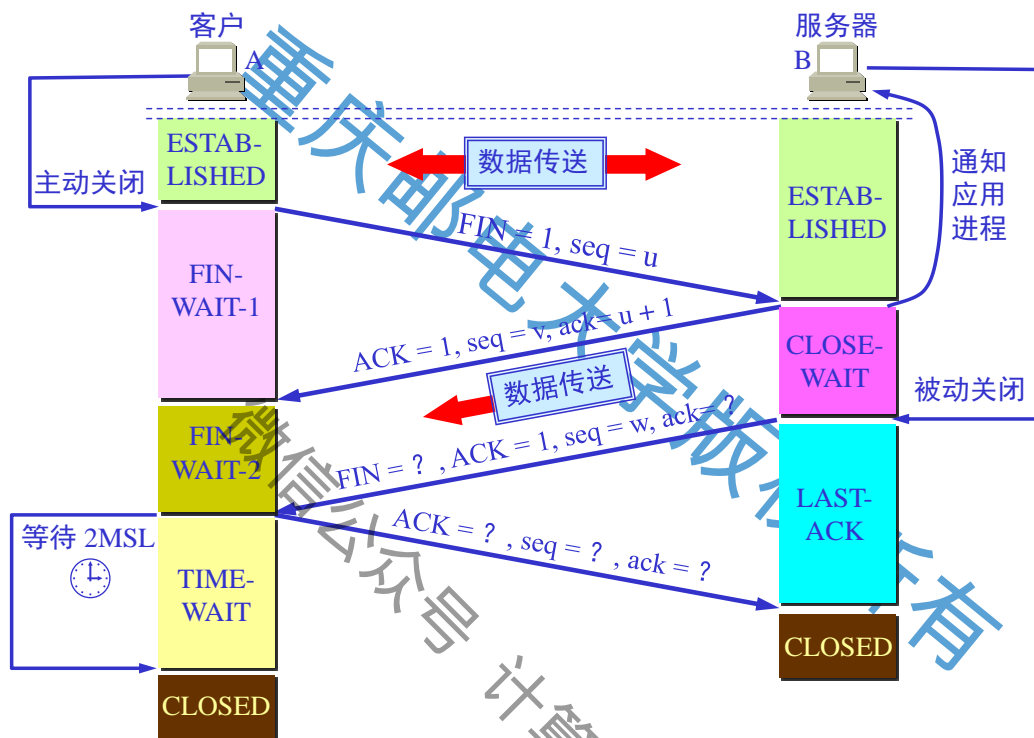 客户
A
服务器
B
ESTAB-
LISHED
数据传送
ESTAB-
LISHED
通知
应用
进程
主动关闭
FIN = 1, seq = u
FIN-
WAIT-1
ACK = 1, seq = v, ack= u + 1
CLOSE-
WAIT
数据传送
被动关闭
FIN-
WAIT-2
FIN = ? , ACK = 1, seq = w, ack= ?
LAST-
ACK
ACK = ? , seq = ? , ack = ?
等待 2MSL
TIME-
WAIT
CLOSED
CLOSED
重庆邮电大学版权所有
微信公众号 计算